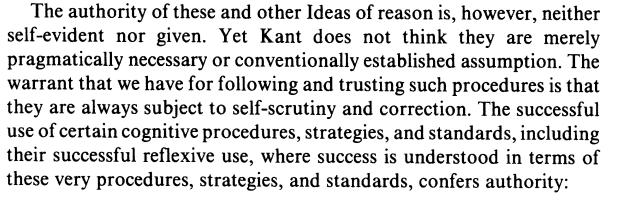 The authority of these and other Ideas of reason is, however, neither
self-evident nor given. Yet Kant does not think they are merely
pragmatically necessary or conventionally established assumption. The
warrant that we have for following and trusting such procedures is that
they are always subject to self-scrutiny and correction. The successful
use of certain cognitive procedures, strategies, and standards, including
their successful reflexive use, where success is understood in terms of
these very procedures, strategies, and standards, confers authority: